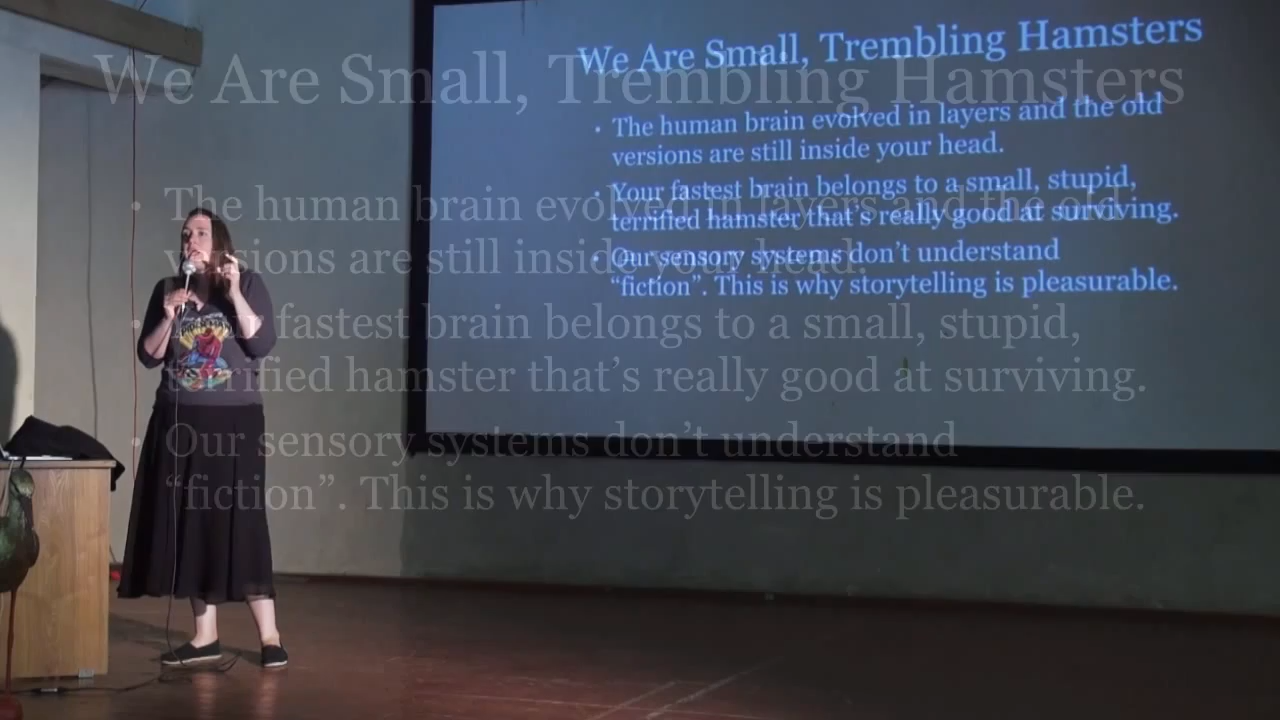 We Are Small, Trembling Hamsters
• The human brain evolved in layers and the old
versions are still inside your head.
• Your fastest brain belongs to a small, stupid,
terrified hamster that’s really good at surviving.
• Our sensory systems don’t understand
“fiction”. This is why storytelling is pleasurable.
We Are Small, Trembling Hamsters
• The human brain evolved in layers and the old
versions are still inside your head.
• Your fastest brain belongs to a small, stupid,
terrified hamster that’s really good at surviving.
• Our sensory systems don’t understand
“fiction”. This is why storytelling is pleasurable.